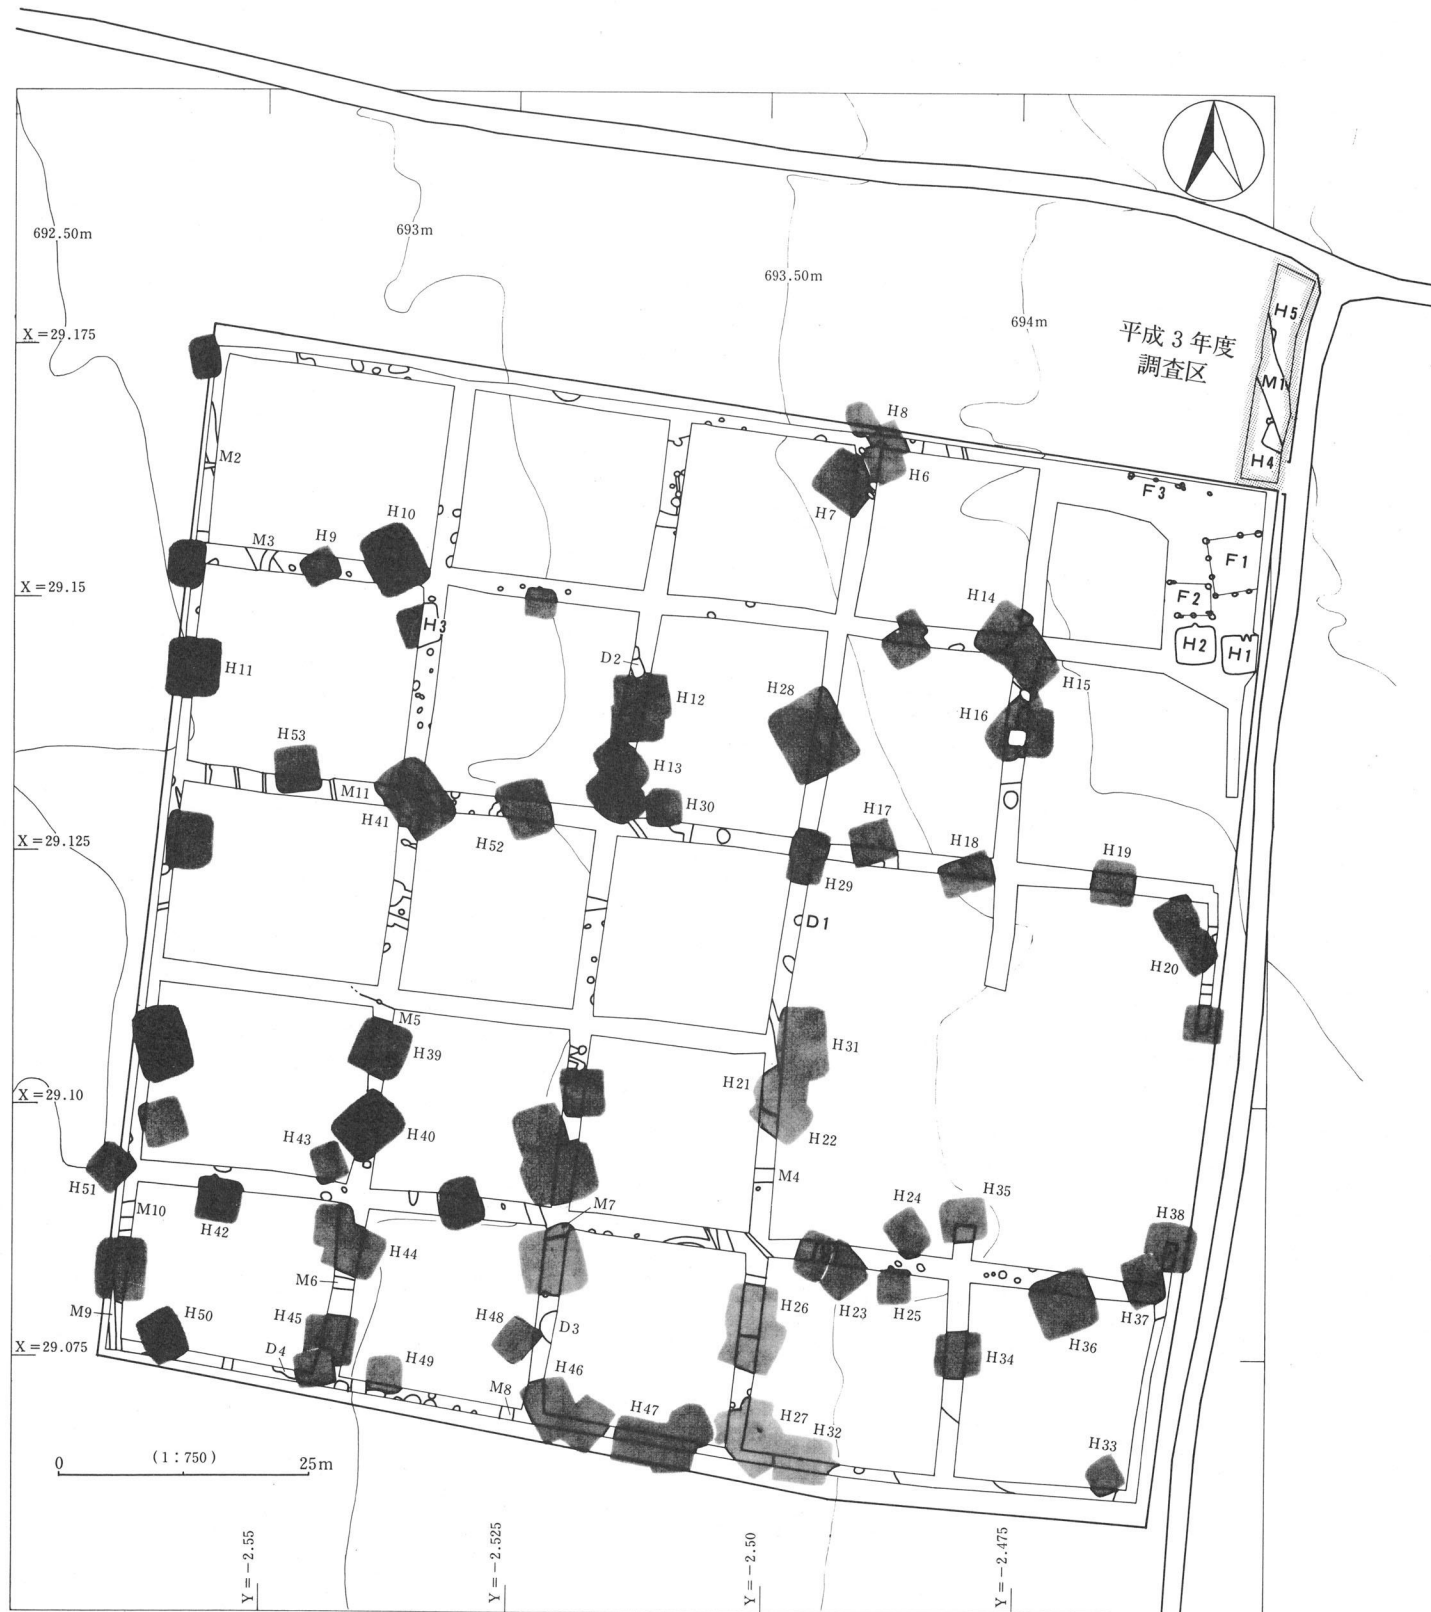 692.50m
693m
693.50m
694m
平成3年度
調査区
H5
M1
H4
X=29.175
H8
H6
H7
F3
M2
H10
H9
M3
F1
F2
X=29.15
H3
H14
H2
H1
H11
D2
H12
H28
H15
H16
H53
H13
M11
H30
H41
H52
H17
H18
X=29.125
H19
H29
D1
H20
M5
H39
H31
H21
X=29.10
H40
H22
H43
H51
M4
M10
H42
M7
H24
H35
H38
H44
M6
H26
H23
H25
H37
H36
M9
H50
H45
H48
D3
X=29.075
D4
H49
H34
H46
M8
H47
H27
H32
H33
0
(1:750)
25m
Y=-2.55
Y=-2.525
Y=-2.50
Y=-2.475